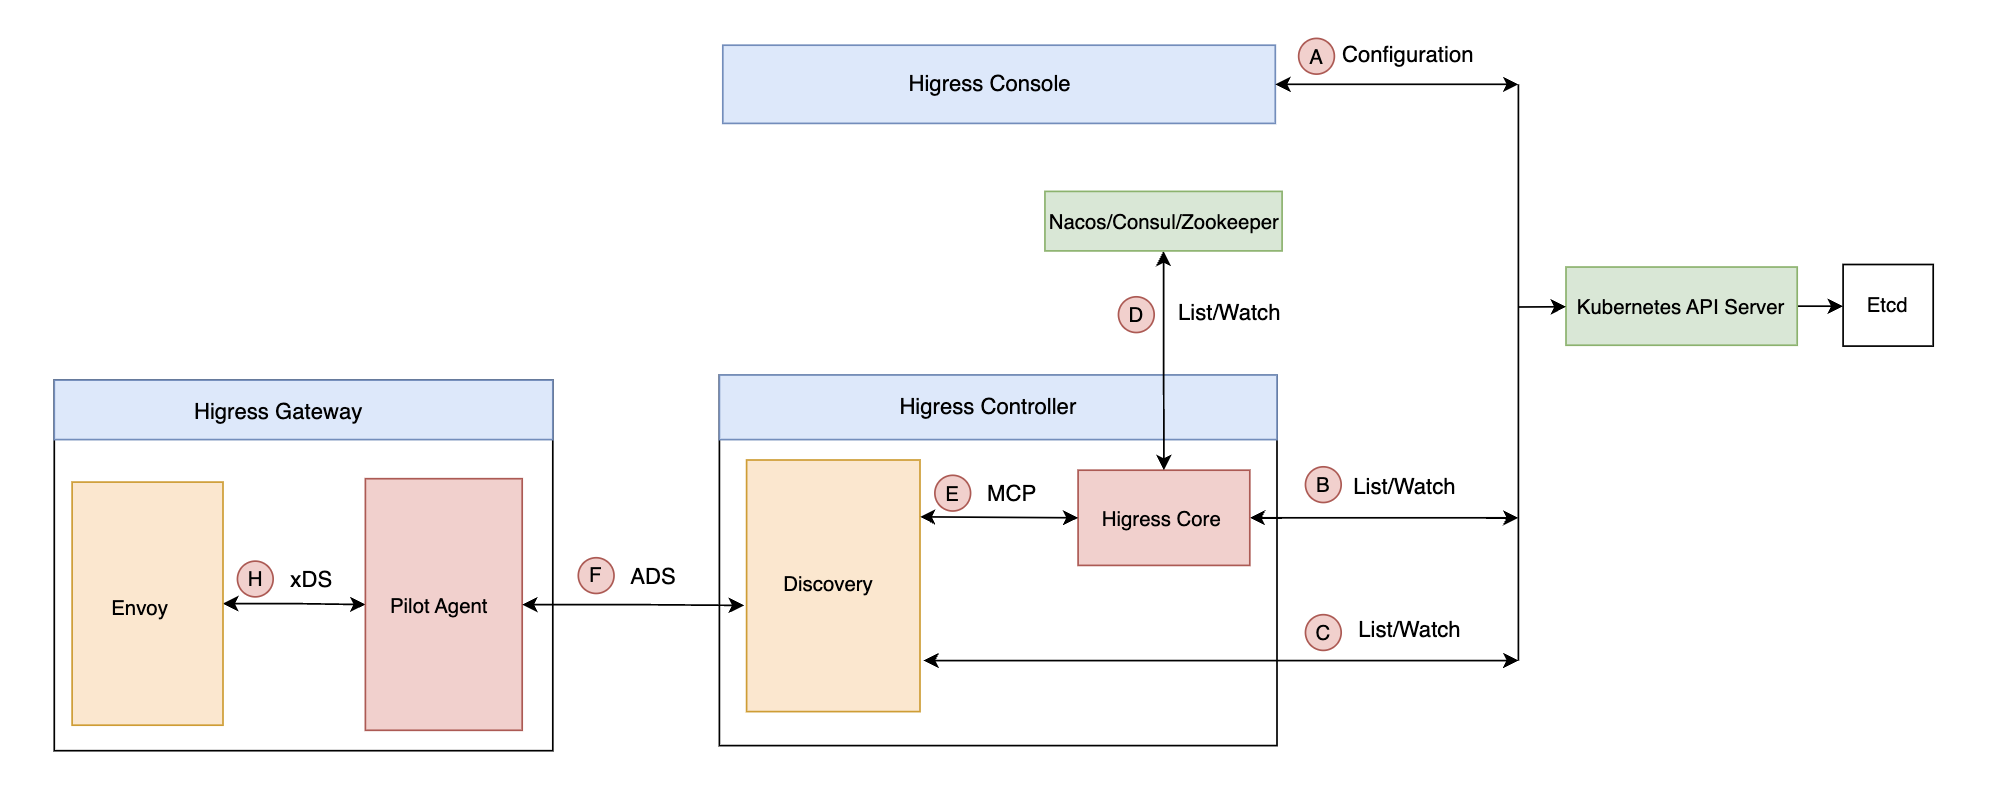 A Configuration
Higress Console
Nacos/Consul/Zookeeper
D List/Watch
Kubernetes API Server
Etcd
Higress Gateway
Higress Controller
B List/Watch
E MCP
Higress Core
H xDS
F ADS
Discovery
Envoy
Pilot Agent
C List/Watch